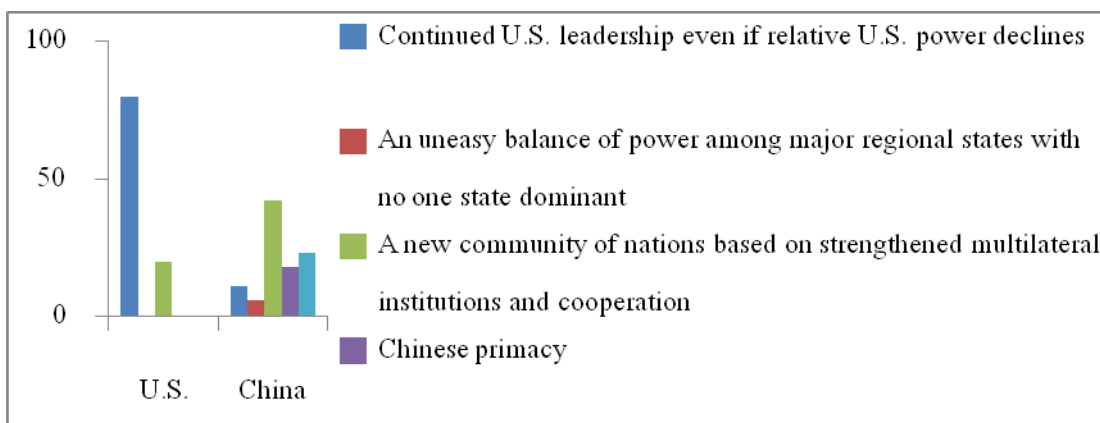 100
50
0
U.S.
China
Continued U.S. leadership even if relative U.S. power declines
An uneasy balance of power among major regional states with
no one state dominant
A new community of nations based on strengthened multilateral
institutions and cooperation
Chinese primacy